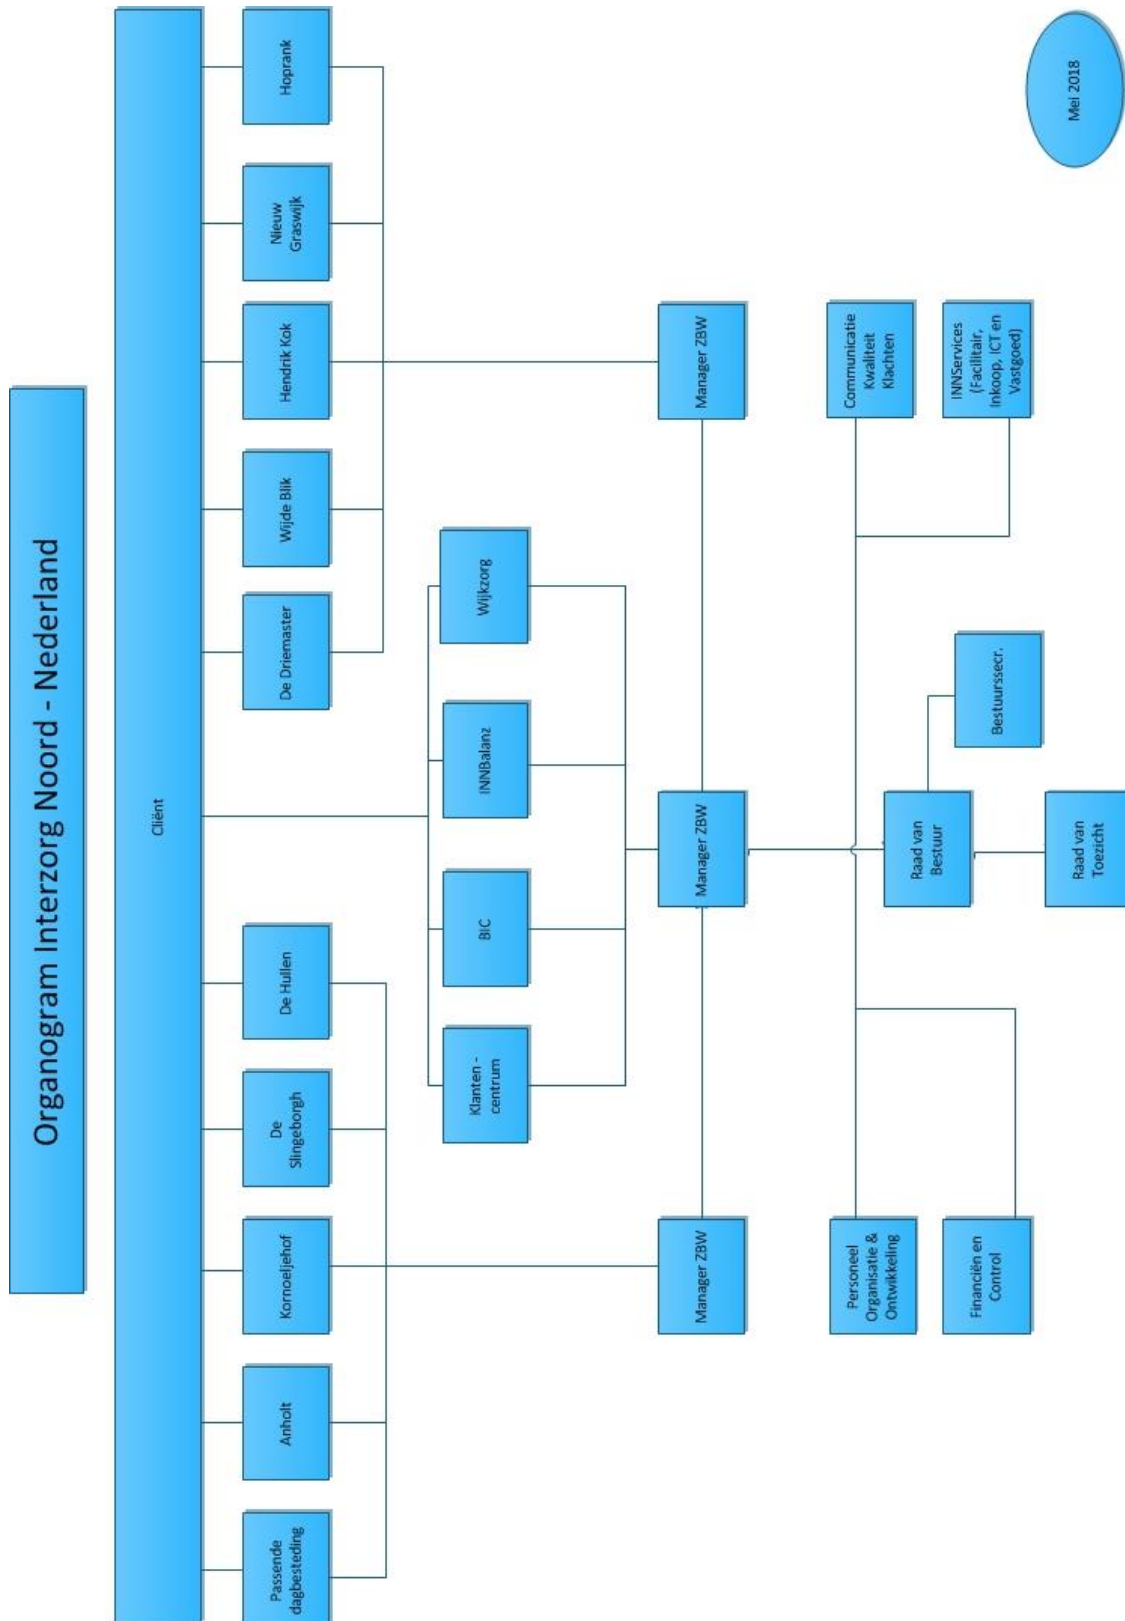 Organogram Interzorg Noord - Nederland
Cliënt
Passende
dagbesteding
Anholt
Kornoeljehof
De
Slingeborgh
De Hullen
De Driemaster
Wijde Blik
Hendrik Kok
Nieuw
Graswijk
Hoprank
Klanten -
centrum
BIC
INNBalanz
Wijkzorg
Manager ZBW
Manager ZBW
Manager ZBW
Personeel
Organisatie &
Ontwikkeling
Communicatie
Kwaliteit
Klachten
Financiën en
Control
Raad van
Bestuur
INNServices
(Facilitair,
Inkoop, ICT en
Vastgoed)
Bestuurssecr.
Raad van
Toezicht
Mei 2018